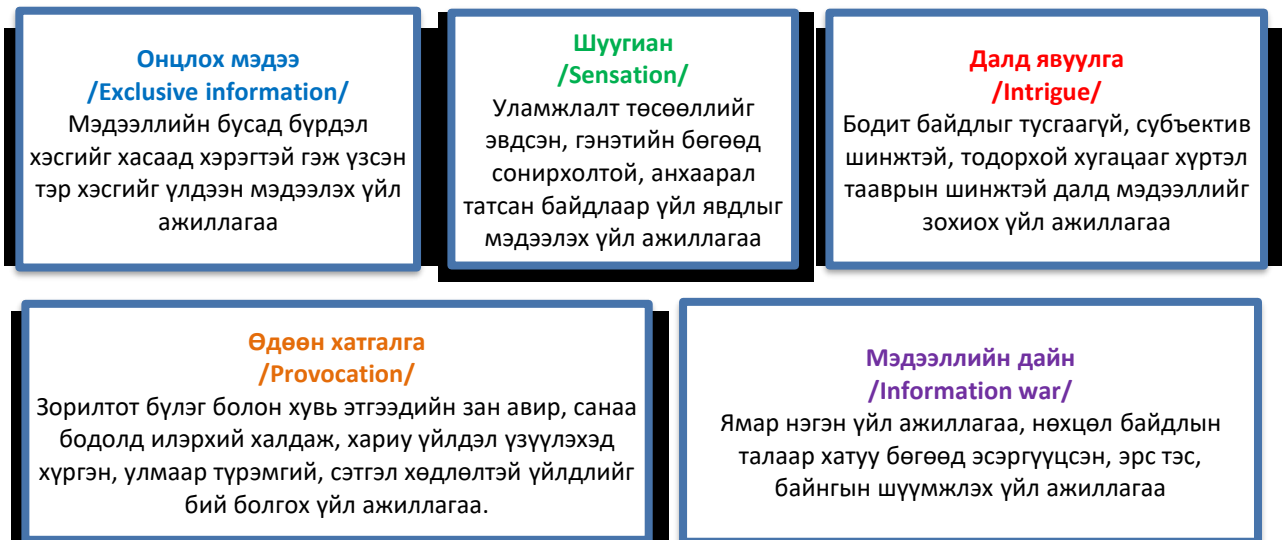 Онцлох мэдээ
/Exclusive information/
Мэдээллийн бусад бүрдэл
хэсгийг хасаад хэрэгтэй гэж үзсэн
тэр хэсгийг үлдээн мэдээлэх үйл
ажиллагаа
Шуугиан
/Sensation/
Уламжлалт төсөөллийг
эвдсэн, гэнэтийн бөгөөд
сонирхолтой, анхаарал
татсан байдлаар үйл явдлыг
мэдээлэх үйл ажиллагаа
Далд явуулга
/Intrigue/
Бодит байдлыг тусгаагүй, субъектив
шинжтэй, тодорхой хугацааг хүртэл
тааврын шинжтэй далд мэдээллийг
зохиох үйл ажиллагаа
Өдөөн хатгалга
/Provocation/
Зорилтот бүлэг болон хувь этгээдийн зан авир, санаа
бодолд илэрхий халдаж, хариу үйлдэл үзүүлэхэд
хүргэн, улмаар түрэмгий, сэтгэл хөдлөлтэй үйлдлийг
бий болгох үйл ажиллагаа.
Мэдээллийн дайн
/Information war/
Ямар нэгэн үйл ажиллагаа, нөхцөл байдлын
талаар хатуу бөгөөд эсэргүүцсэн, эрс тэс,
байнгын шүүмжлэх үйл ажиллагаа